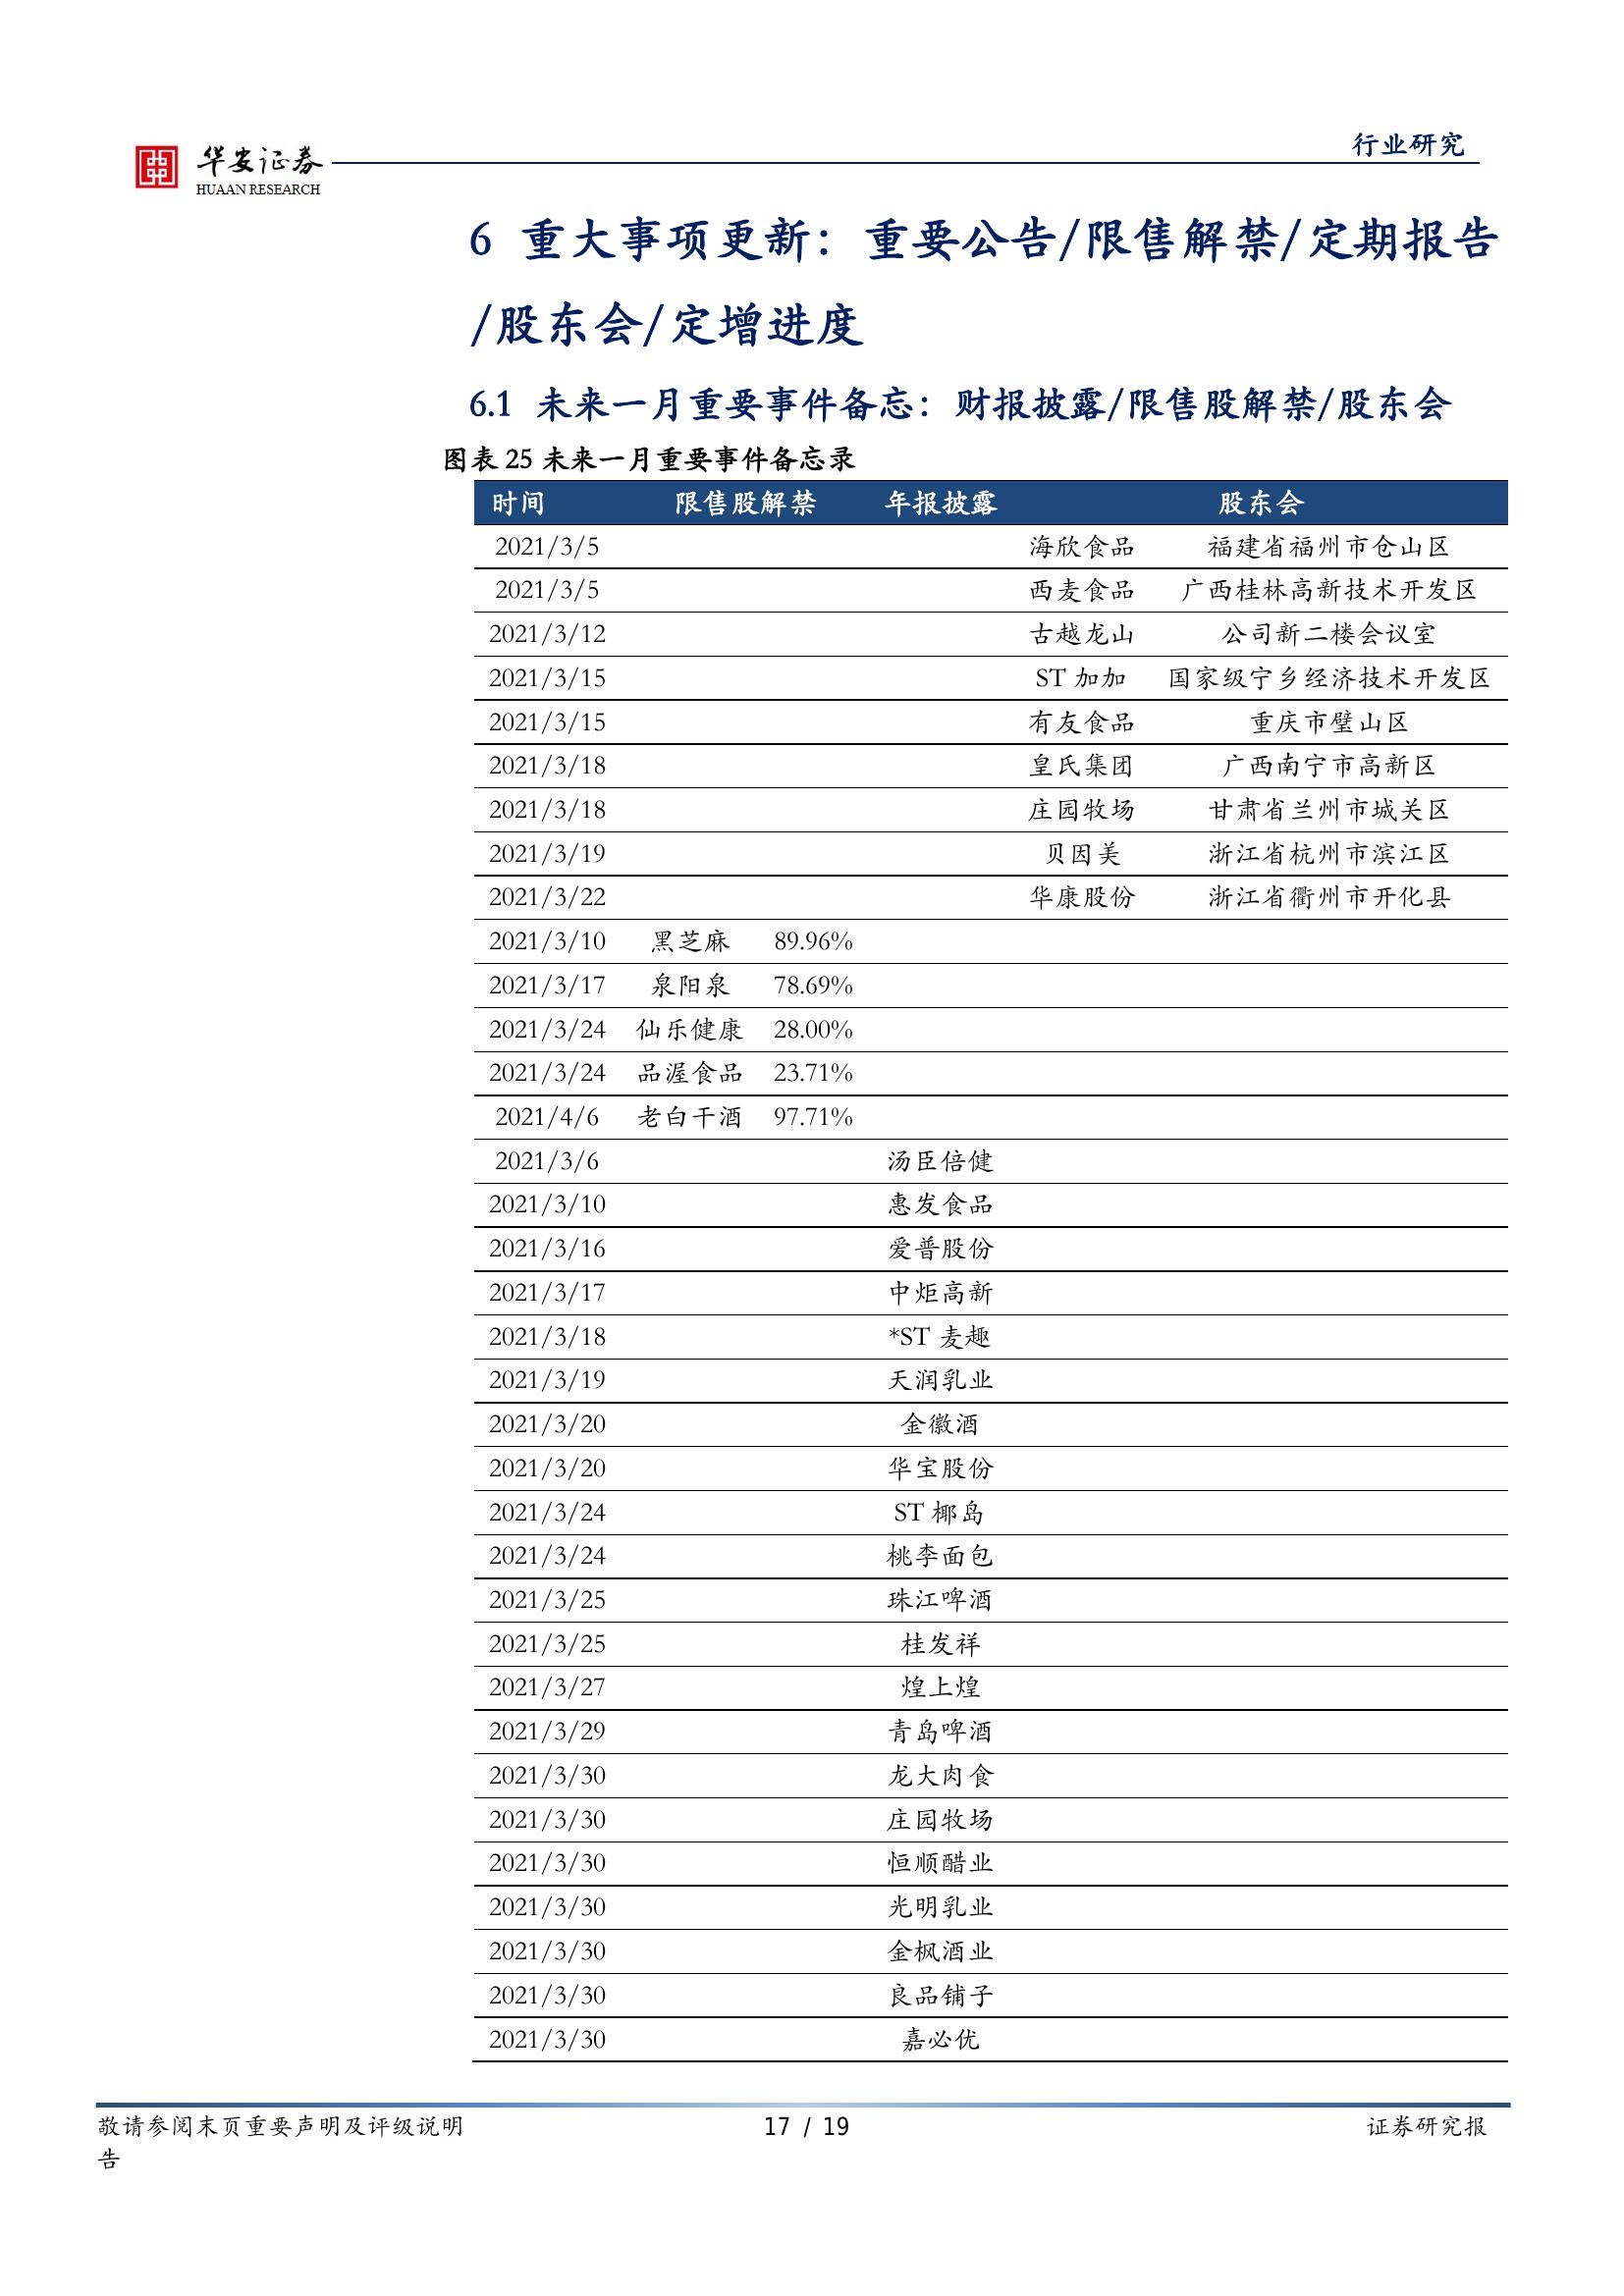 行业研究
华安证券
HUAAN RESEARCH
6 重大事项更新：重要公告/限售解禁/定期报告
/股东会/定增进度
6.1 未来一月重要事件备忘：财报披露/限售股解禁/股东会
图表 25 未来一月重要事件备忘录
时间 限售股解禁 年报披露 股东会
2021/3/5 海欣食品 福建省福州市仓山区
2021/3/5 西麦食品 广西桂林高新技术开发区
2021/3/12 古越龙山 公司新二楼会议室
2021/3/15 ST 加加 国家级宁乡经济技术开发区
2021/3/15 有友食品 重庆市璧山区
2021/3/18 皇氏集团 广西南宁市高新区
2021/3/18 庄园牧场 甘肃省兰州市城关区
2021/3/19 贝因美 浙江省杭州市滨江区
2021/3/22 华康股份 浙江省衢州市开化县
2021/3/10 黑芝麻 89.96%
2021/3/17 泉阳泉 78.69%
2021/3/24 仙乐健康 28.00%
2021/3/24 品渥食品 23.71%
2021/4/6 老白干酒 97.71%
2021/3/6 汤臣倍健
2021/3/10 惠发食品
2021/3/16 爱普股份
2021/3/17 中炬高新
2021/3/18 *ST 麦趣
2021/3/19 天润乳业
2021/3/20 金徽酒
2021/3/20 华宝股份
2021/3/24 ST 椰岛
2021/3/24 桃李面包
2021/3/25 珠江啤酒
2021/3/25 桂发祥
2021/3/27 煌上煌
2021/3/29 青岛啤酒
2021/3/30 龙大肉食
2021/3/30 庄园牧场
2021/3/30 恒顺醋业
2021/3/30 光明乳业
2021/3/30 金枫酒业
2021/3/30 良品铺子
2021/3/30 嘉必优
敬请参阅末页重要声明及评级说明 17 / 19 证券研究报
告